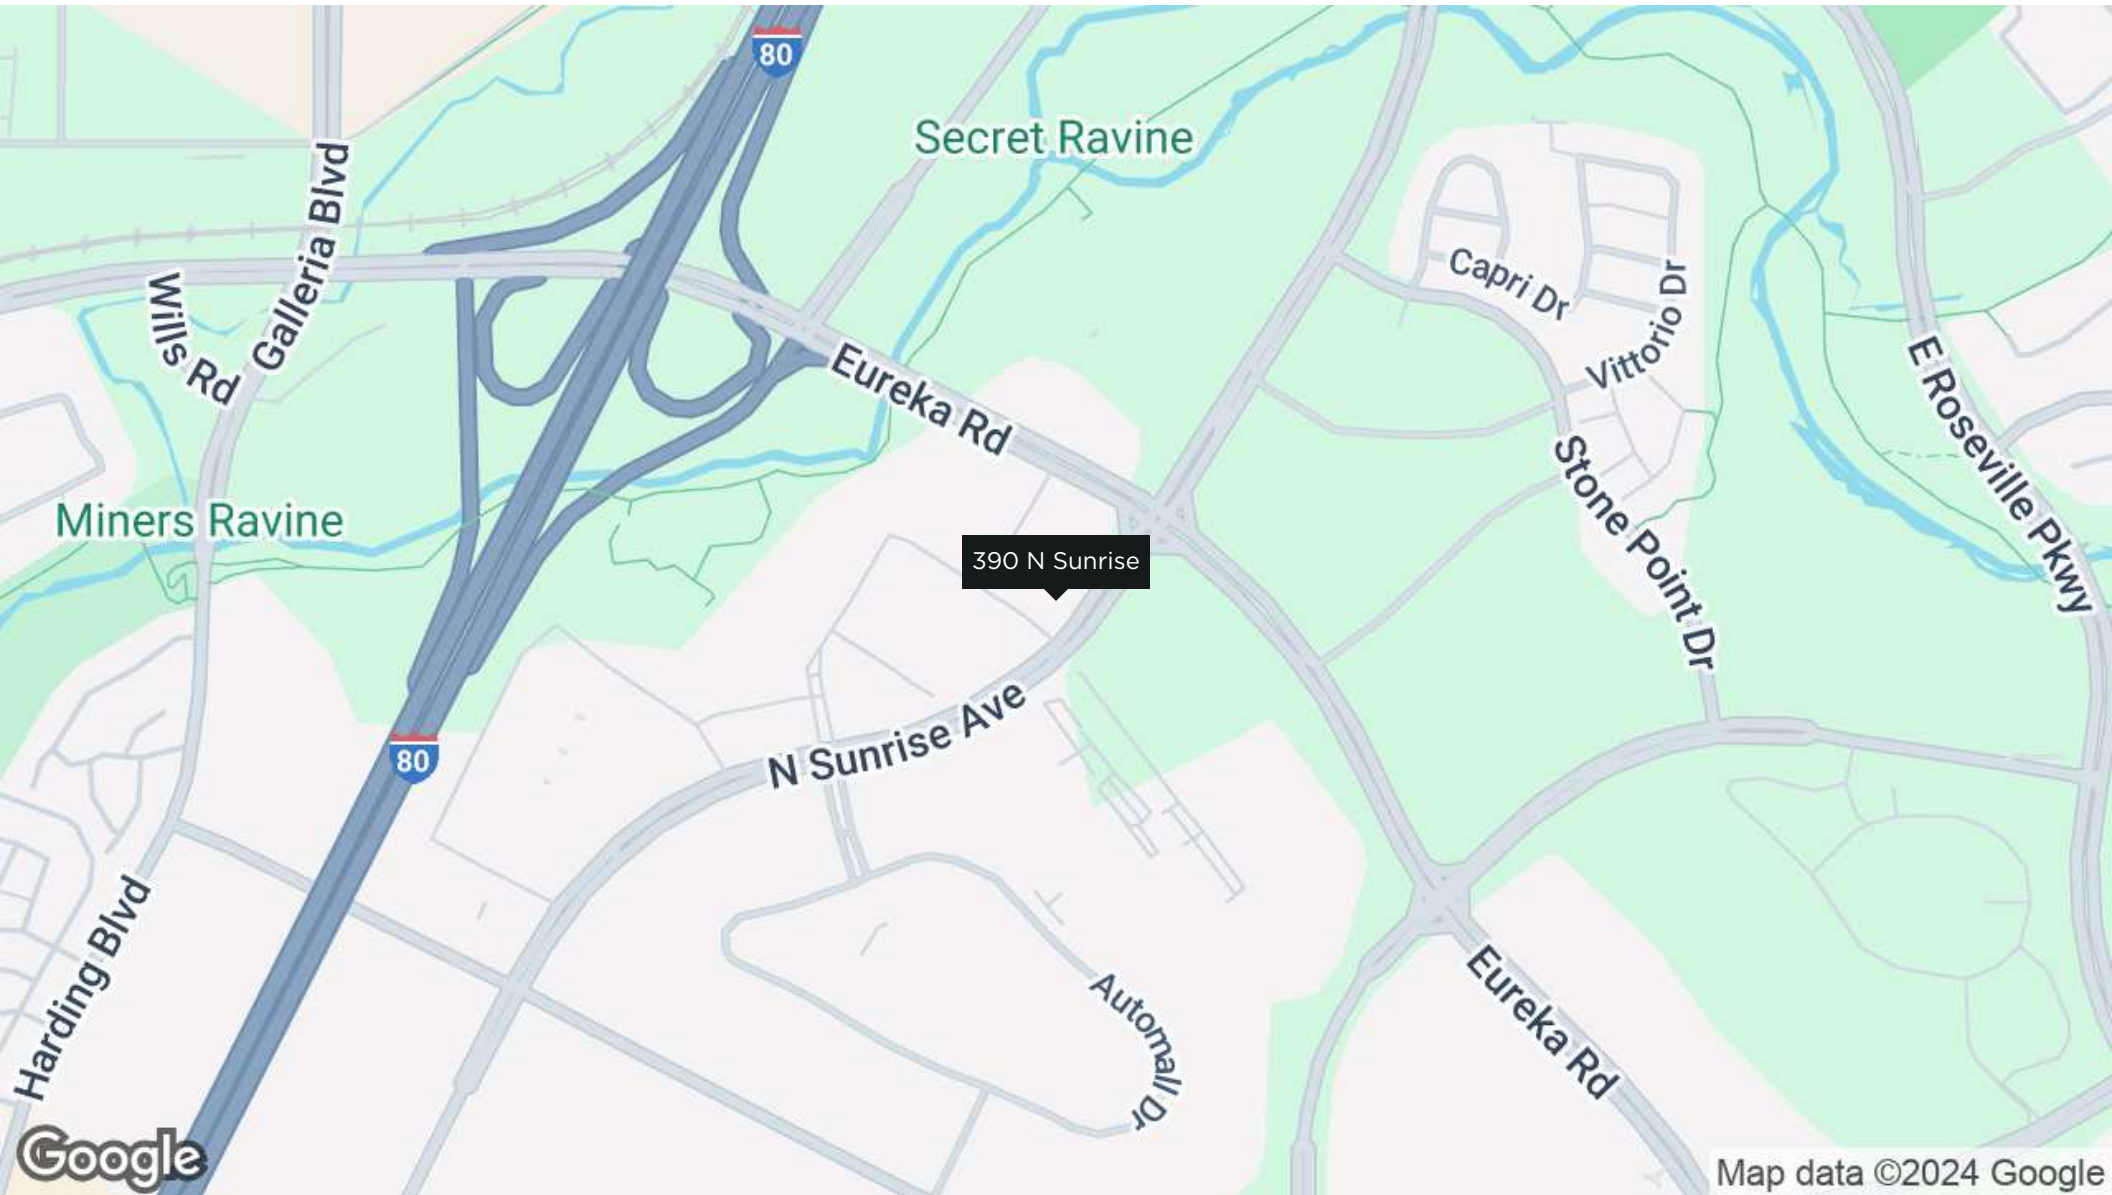 80
Secret Ravine
Galleria Blvd
Wills Rd
Capri Dr
Vittorio Dr
Eureka Rd
E Roseville Pkwy
Stone Point Dr
Miners Ravine
390 N Sunrise
N Sunrise Ave
80
Harding Blvd
Automall Dr
Eureka Rd
Google
Map data ©2024 Google